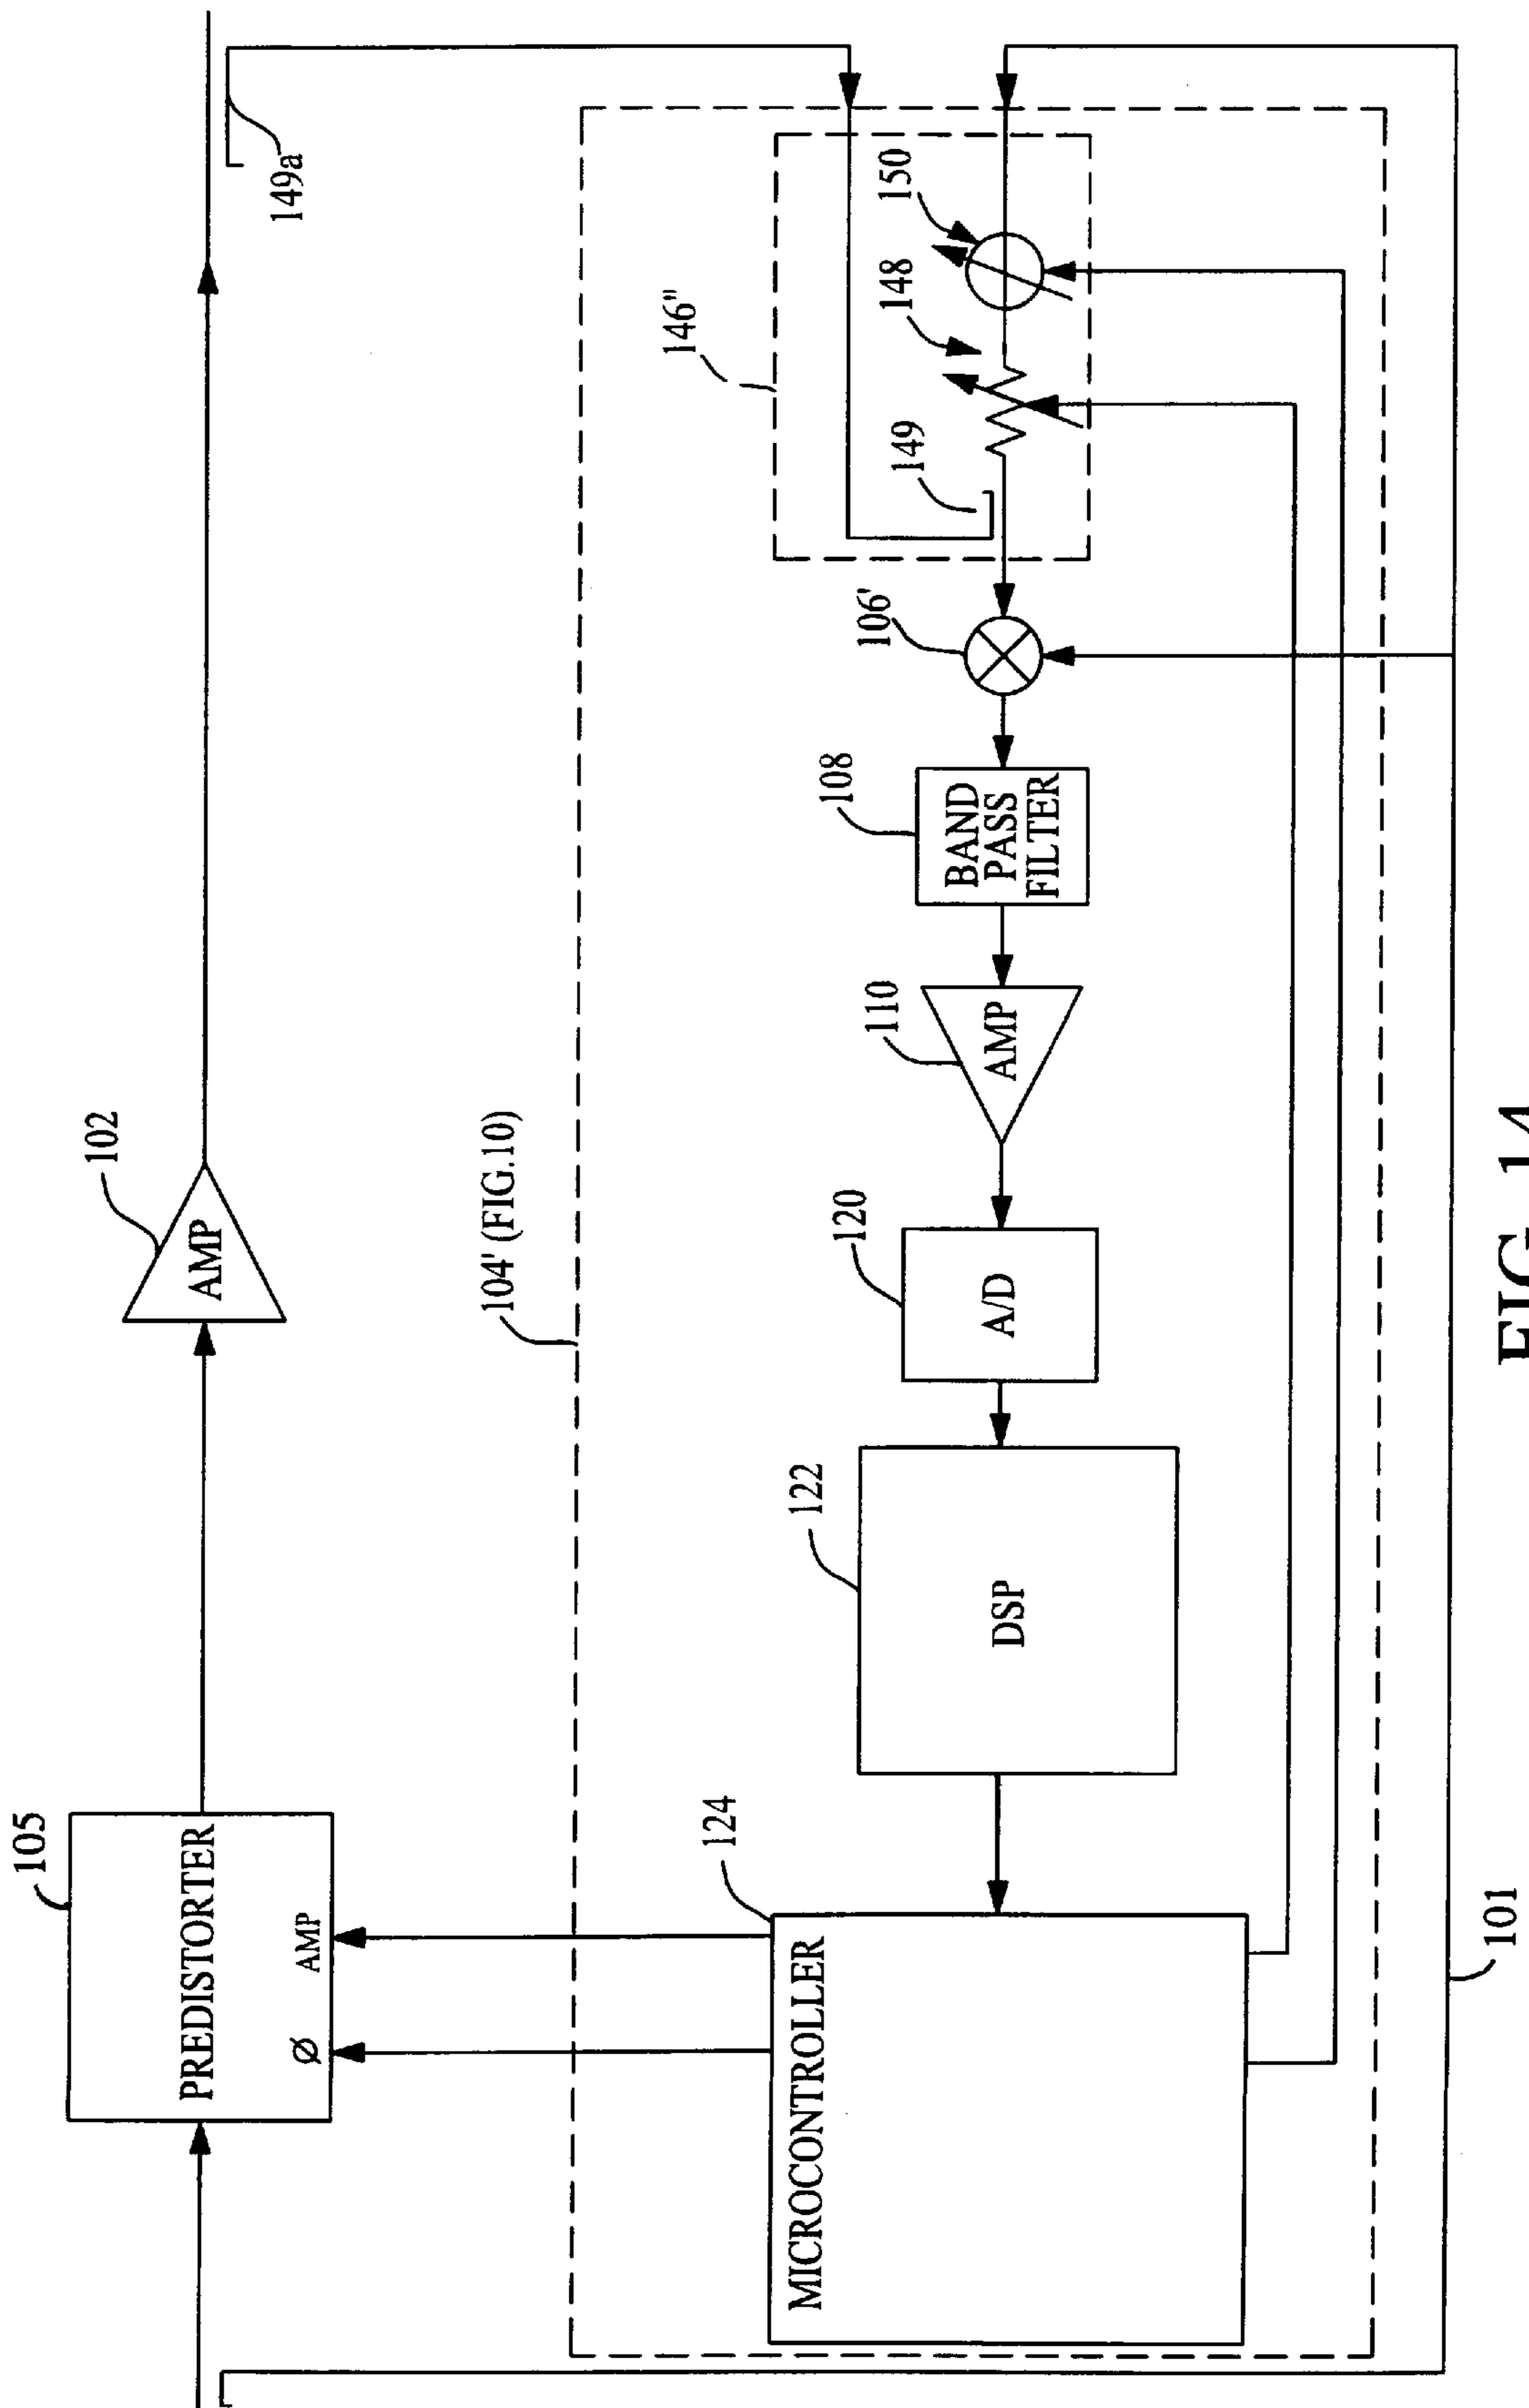 105
PREDISTORTER
Ø
AMP
102
AMP
149a
104' (FIG.10)
146"
124
MICROCONTROLLER
122
DSP
120
A/D
110
AMP
108
BAND
PASS
FILTER
106'
149
148
150
101
FIG. 14